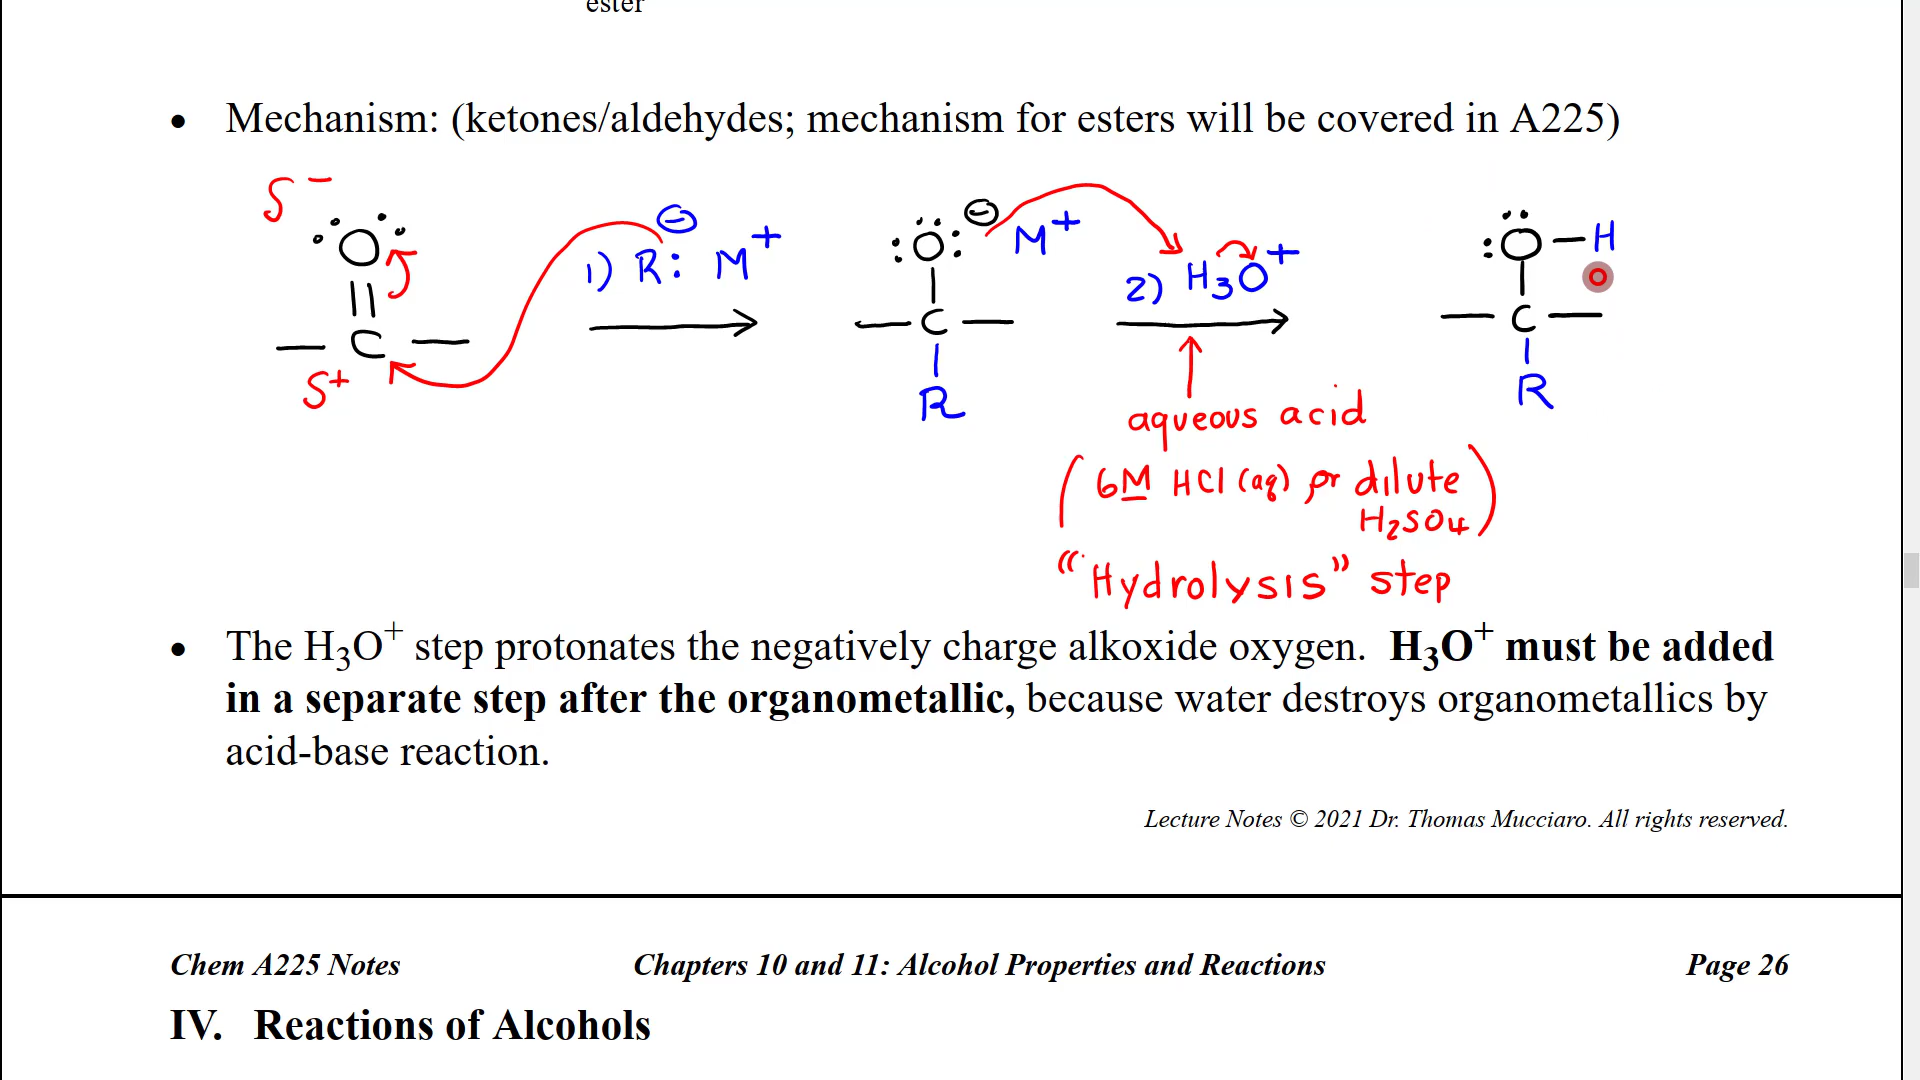 ester
• Mechanism: (ketones/aldehydes; mechanism for esters will be covered in A225)
δ⁻
:O:
||
— C —
δ⁺
1) R:⊖ M⁺
:Ö:⊖ M⁺
— C —
R
2) H₃O⁺
aqueous acid
(6M HCl (aq) or dilute
H₂SO₄)
"Hydrolysis" step
:Ö — H
— C —
R
• The H₃O⁺ step protonates the negatively charge alkoxide oxygen. H₃O⁺ must be added
in a separate step after the organometallic, because water destroys organometallics by
acid-base reaction.
Lecture Notes © 2021 Dr. Thomas Mucciaro. All rights reserved.
Chem A225 Notes Chapters 10 and 11: Alcohol Properties and Reactions Page 26
IV. Reactions of Alcohols